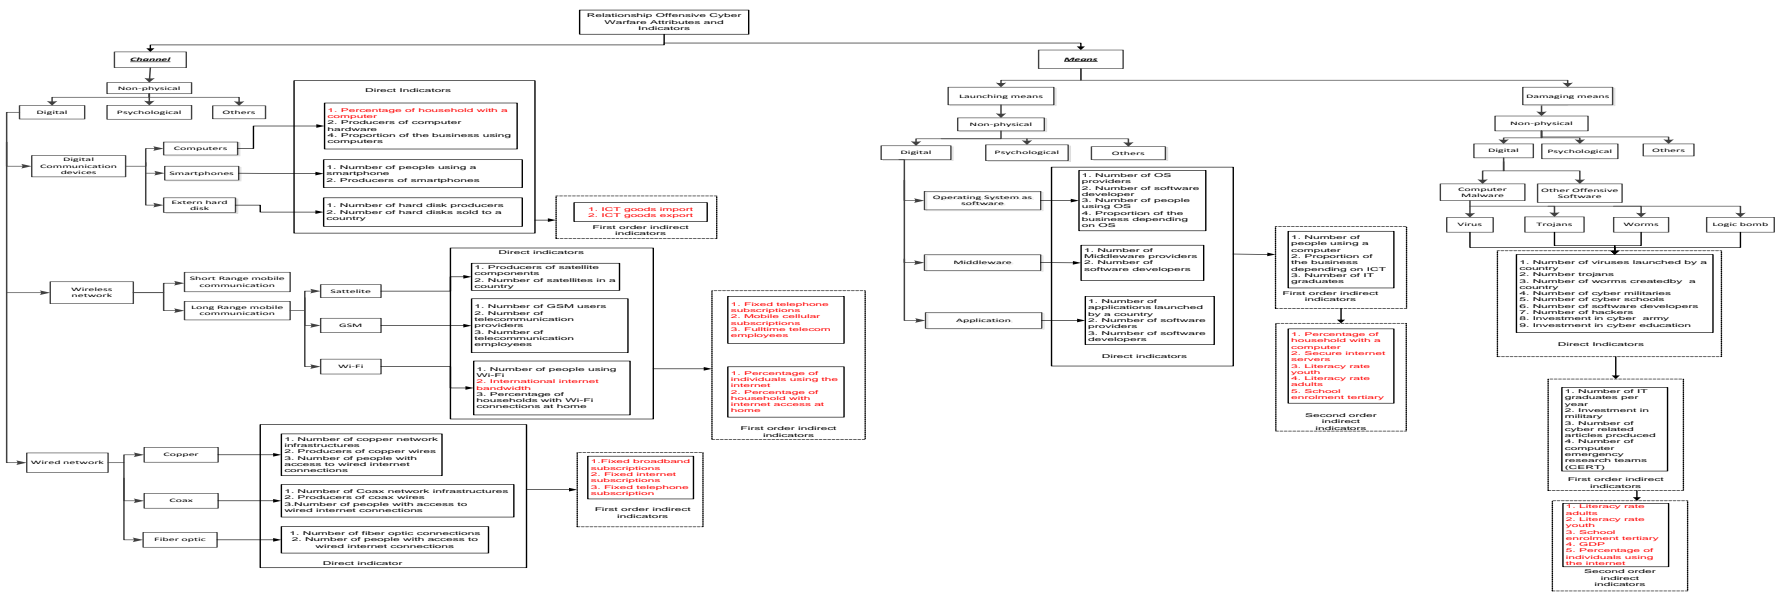 Relationship Offensive Cyber
Warfare Attributes and
Indicators
Channel
Non-physical
Digital
Psychological
Others
Digital
Communication
devices
Computers
Smartphones
Extern hard
disk
Direct Indicators
1. Percentage of household with a
computer
2. Producers of computer
hardware
4. Proportion of the business using
computers
1. Number of people using a
smartphone
2. Producers of smartphones
1. Number of hard disk producers
2. Number of hard disks sold to a
country
1. ICT goods import
2. ICT goods export
First order indirect
indicators
Wireless
network
Short Range mobile
communication
Long Range mobile
communication
Sattelite
GSM
Wi-Fi
Direct indicators
1. Producers of satellite
components
2. Number of satellites in a
country
1. Number of GSM users
2. Number of
telecommunication
providers
3. Number of
telecommunication
employees
1. Number of people using
Wi-Fi
2. International internet
bandwidth
3. Percentage of
households with Wi-Fi
connections at home
1. Fixed telephone
subscriptions
2. Mobile cellular
subscriptions
3. Fulltime telecom
employees
1. Percentage of
individuals using the
internet
2. Percentage of
household with
internet access at
home
First order indirect
indicators
Wired network
Copper
Coax
Fiber optic
1. Number of copper network
infrastructures
2. Producers of copper wires
3. Number of people with
access to wired internet
connections
1. Number of Coax network infrastructures
2. Producers of coax wires
3.Number of people with access to
wired internet connections
1. Number of fiber optic connections
2. Number of people with access to
wired internet connections
Direct indicator
1.Fixed broadband
subscriptions
2. Fixed internet
subscriptions
3. Fixed telephone
subscription
First order indirect
indicators
Means
Launching means
Non-physical
Digital
Psychological
Others
Operating System as
software
Middleware
Application
1. Number of OS
providers
2. Number of software
developer
3. Number of people
using OS
4. Proportion of the
business depending
on OS
1. Number of
Middleware providers
2. Number of
software developers
1. Number of
applications launched
by a country
2. Number of software
providers
3. Number of software
developers
Direct indicators
1. Number of
people using a
computer
2. Proportion of
the business
depending on ICT
3. Number of IT
graduates
First order indirect
indicators
1. Percentage of
household with a
computer
2. Secure internet
servers
3. Literacy rate
youth
4. Literacy rate
adults
5. School
enrolment tertiary
Second order
indirect
indicators
Damaging means
Non-physical
Digital
Psychological
Others
Computer
Malware
Other Offensive
Software
Virus
Trojans
Worms
Logic bomb
1. Number of viruses launched by a
country
2. Number trojans
3. Number of worms createdby  a
country
4. Number of cyber militaries
5. Number of cyber schools
6. Number of software developers
7. Number of hackers
8. Investment in cyber  army
9. Investment in cyber education
Direct Indicators
1. Number of IT
graduates per
year
2. Investment in
military
3. Number of
cyber related
articles produced
4. Number of
computer
emergency
research teams
(CERT)
First order indirect
indicators
1. Literacy rate
adults
2. Literacy rate
youth
3. School
enrolment tertiary
4. GDP
5. Percentage of
individuals using
the internet
Second order
indirect
indicators